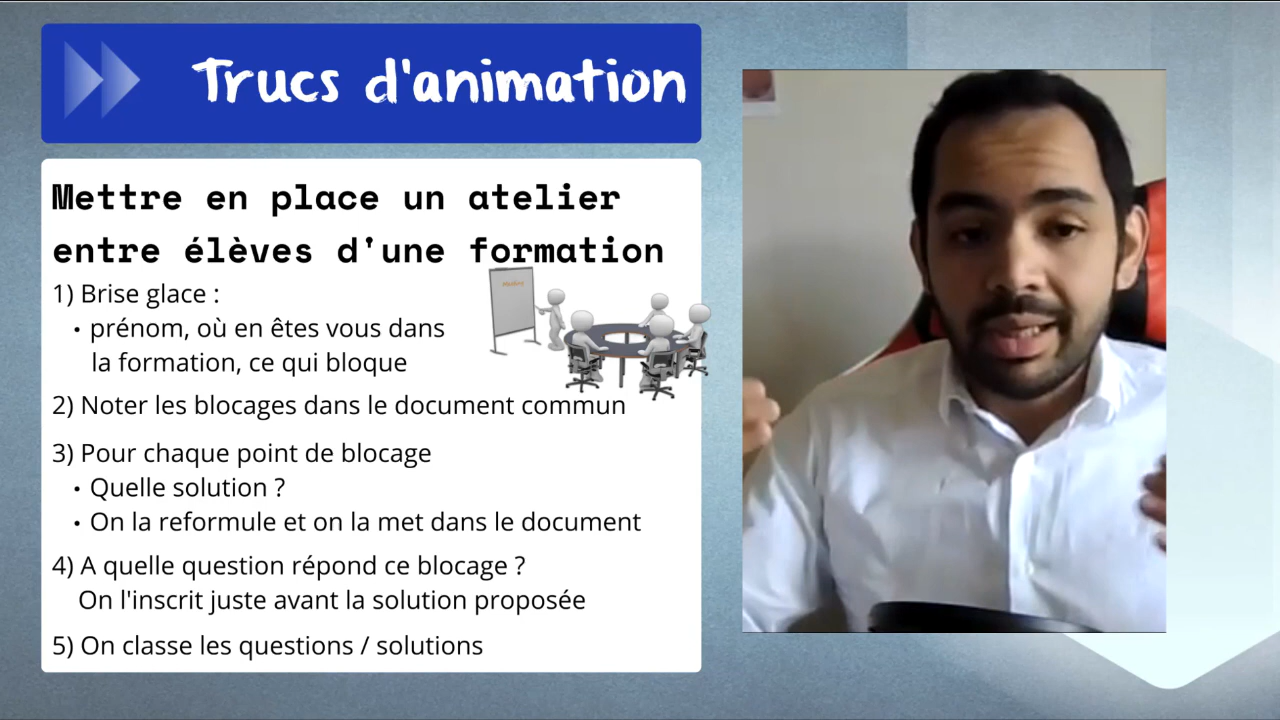 Trucs d'animation
Mettre en place un atelier
entre élèves d'une formation
1) Brise glace :
• prénom, où en êtes vous dans
la formation, ce qui bloque
2) Noter les blocages dans le document commun
3) Pour chaque point de blocage
• Quelle solution ?
• On la reformule et on la met dans le document
4) A quelle question répond ce blocage ?
On l'inscrit juste avant la solution proposée
5) On classe les questions / solutions